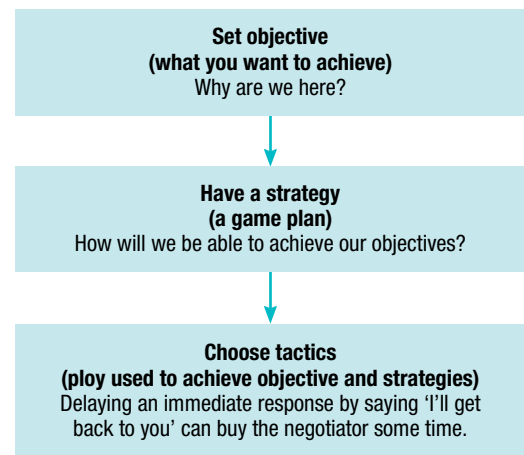 Set objective
(what you want to achieve)
Why are we here?
Have a strategy
(a game plan)
How will we be able to achieve our objectives?
Choose tactics
(ploy used to achieve objective and strategies)
Delaying an immediate response by saying ‘I’ll get
back to you’ can buy the negotiator some time.